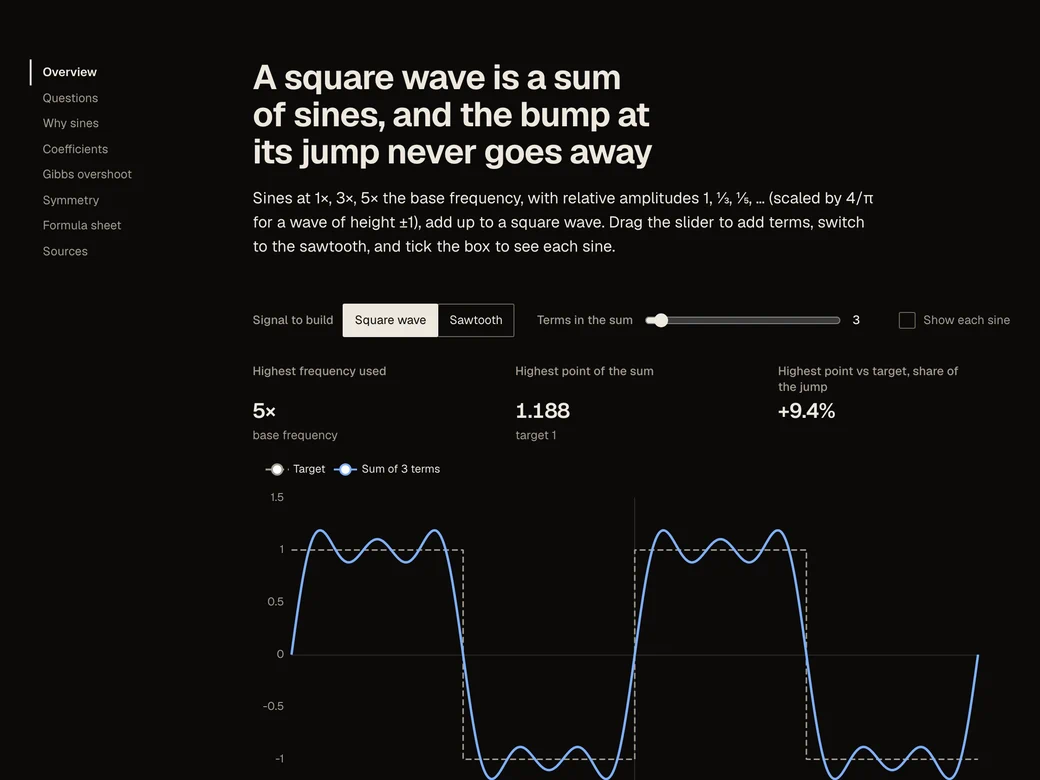 Overview
Questions
Why sines
Coefficients
Gibbs overshoot
Symmetry
Formula sheet
Sources
A square wave is a sum
of sines, and the bump at
its jump never goes away
Sines at 1×, 3×, 5× the base frequency, with relative amplitudes 1, ⅓, ⅕, ... (scaled by 4/π
for a wave of height ±1), add up to a square wave. Drag the slider to add terms, switch
to the sawtooth, and tick the box to see each sine.
Signal to build Square wave Sawtooth Terms in the sum 3 Show each sine
Highest frequency used
5×
base frequency
Highest point of the sum
1.188
target 1
Highest point vs target, share of
the jump
+9.4%
Target Sum of 3 terms
1.5
1
0.5
0
-0.5
-1